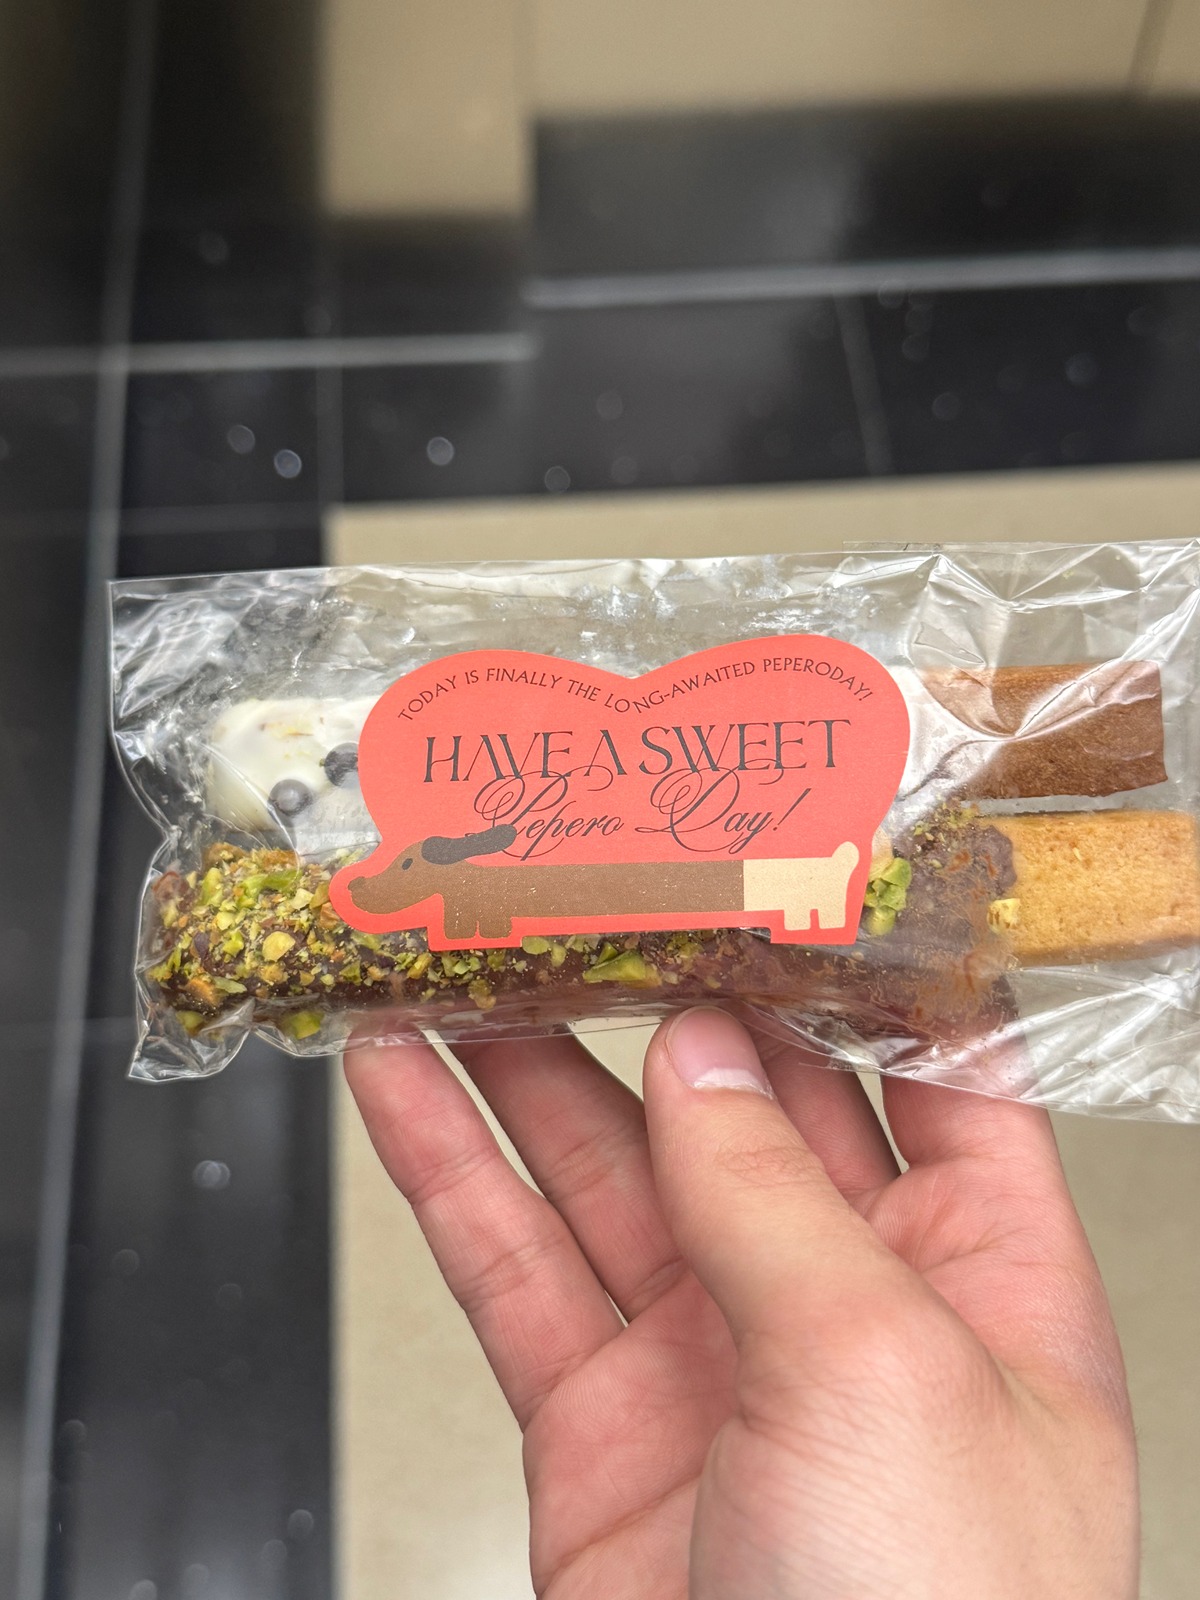 TODAY IS FINALLY THE LONG-AWAITED PEPERODAY!
HAVE A SWEET
Pepero Day!